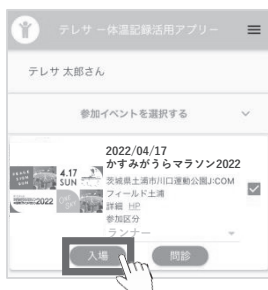 テレサ −体温記録活用アプリ−
テレサ 太郎さん
参加イベントを選択する
4.17
SUN
2022
2022/04/17
かすみがうらマラソン2022
茨城県土浦市川口運動公園J:COM
フィールド土浦
詳細 HP
参加区分
ランナー
入場
問診